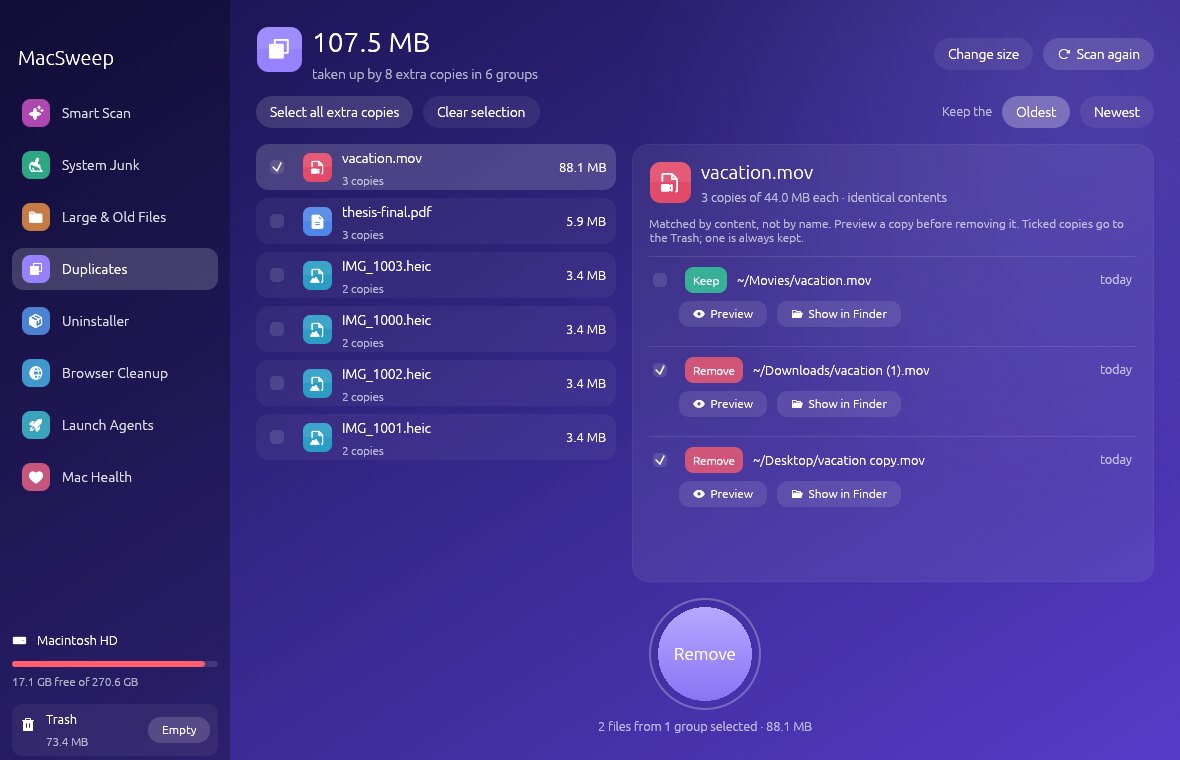 MacSweep
Smart Scan
System Junk
Large & Old Files
Duplicates
Uninstaller
Browser Cleanup
Launch Agents
Mac Health
Macintosh HD
17.1 GB free of 270.6 GB
Trash
73.4 MB
Empty
107.5 MB
taken up by 8 extra copies in 6 groups
Change size
Scan again
Select all extra copies
Clear selection
Keep the
Oldest
Newest
vacation.mov
3 copies
88.1 MB
thesis-final.pdf
3 copies
5.9 MB
IMG_1003.heic
2 copies
3.4 MB
IMG_1000.heic
2 copies
3.4 MB
IMG_1002.heic
2 copies
3.4 MB
IMG_1001.heic
2 copies
3.4 MB
vacation.mov
3 copies of 44.0 MB each · identical contents
Matched by content, not by name. Preview a copy before removing it. Ticked copies go to
the Trash; one is always kept.
Keep ~/Movies/vacation.mov today
Preview Show in Finder
Remove ~/Downloads/vacation (1).mov today
Preview Show in Finder
Remove ~/Desktop/vacation copy.mov today
Preview Show in Finder
Remove
2 files from 1 group selected · 88.1 MB